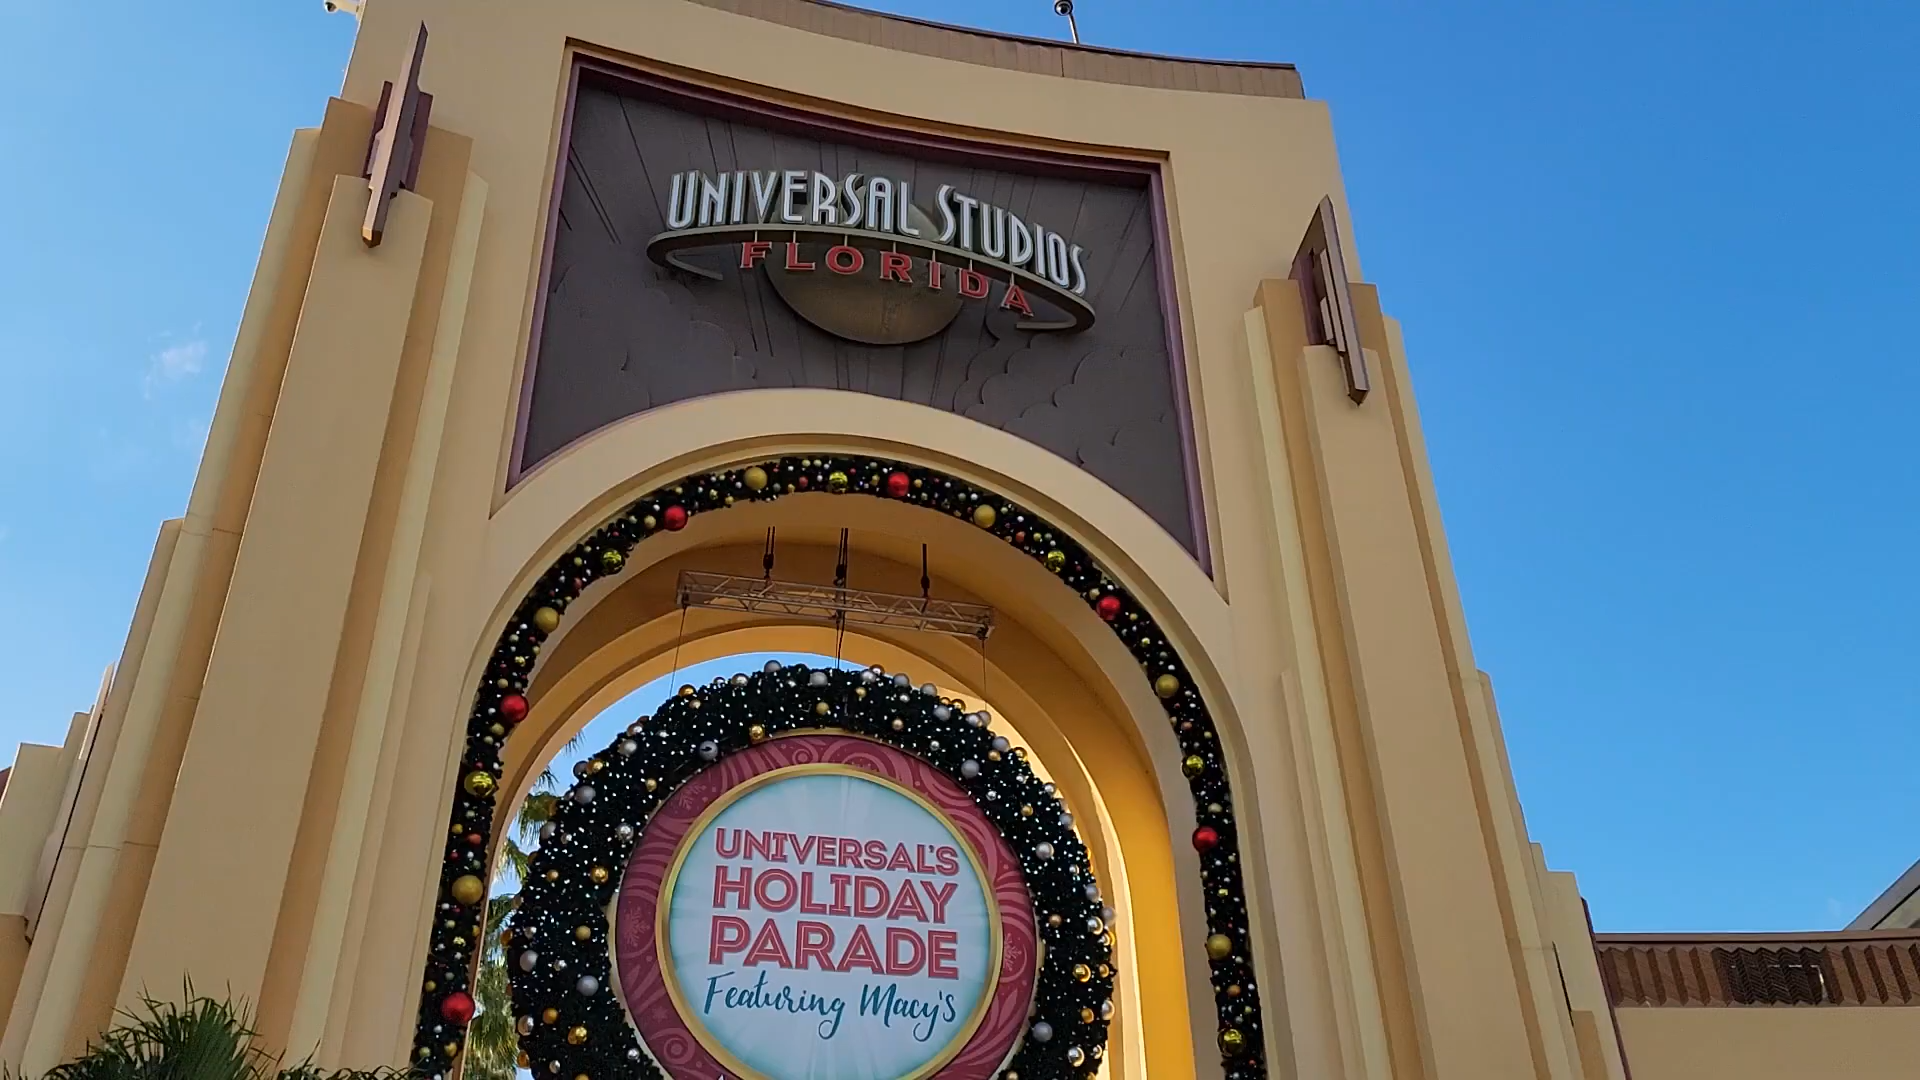 UNIVERSAL STUDIOS
FLORIDA
UNIVERSAL'S
HOLIDAY
PARADE
Featuring Macy's